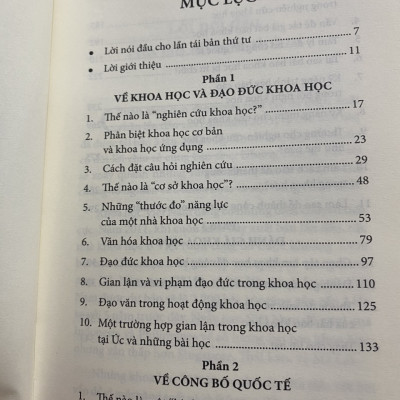 MỤC LỤC
• Lời nói đầu cho lần tái bản thứ tư 7
• Lời giới thiệu 11
Phần 1
VỀ KHOA HỌC VÀ ĐẠO ĐỨC KHOA HỌC
1. Thế nào là “nghiên cứu khoa học?” 17
2. Phân biệt khoa học cơ bản
và khoa học ứng dụng 23
3. Cách đặt câu hỏi nghiên cứu 29
4. Thế nào là “cơ sở khoa học”? 48
5. Những “thước đo” năng lực
của một nhà khoa học 53
6. Văn hóa khoa học 79
7. Đạo đức khoa học 97
8. Gian lận và vi phạm đạo đức trong khoa học 110
9. Đạo văn trong hoạt động khoa học 125
10. Một trường hợp gian lận trong khoa học
tại Úc và những bài học 133
Phần 2
VỀ CÔNG BỐ QUỐC TẾ
1. Thế nào là